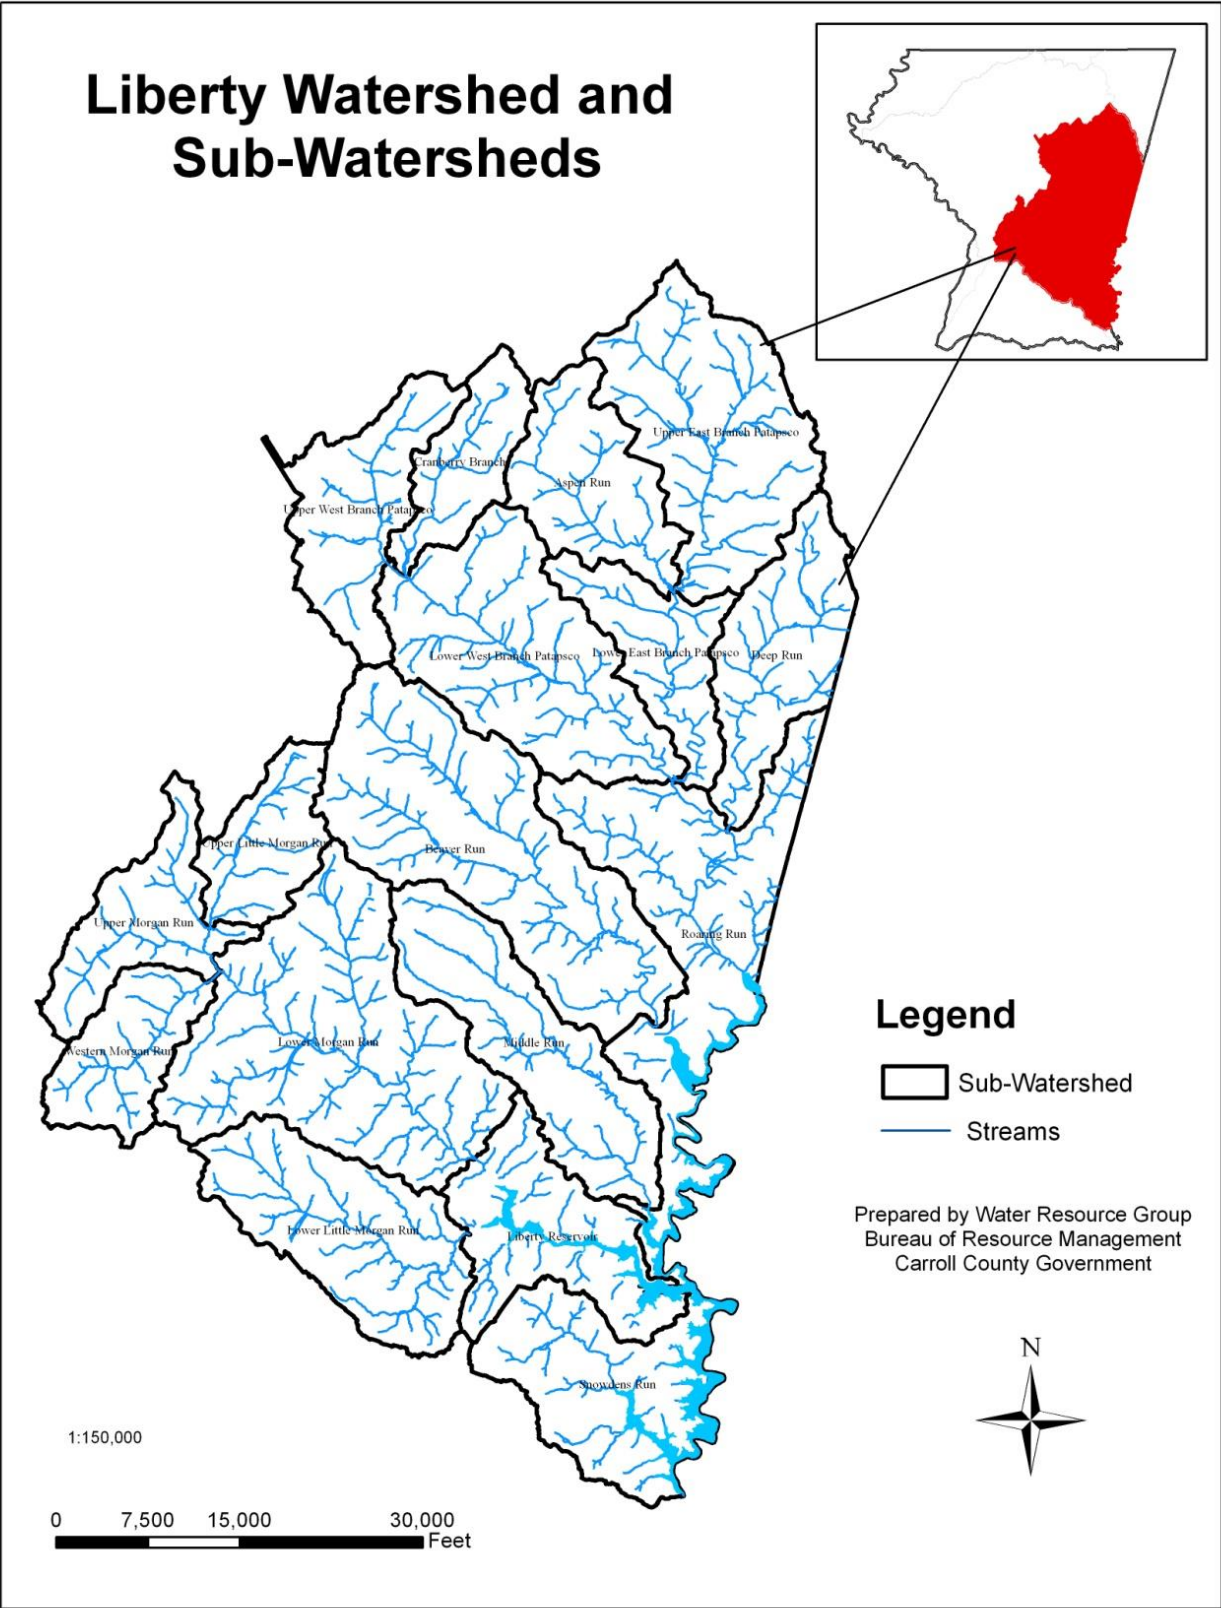 Liberty Watershed and
Sub-Watersheds
Upper East Branch Patapsco
Cranberry Branch
Aspen Run
Upper West Branch Patapsco
Lower West Branch Patapsco
Lower East Branch Patapsco
Deep Run
Upper Little Morgan Run
Beaver Run
Upper Morgan Run
Roaring Run
Western Morgan Run
Lower Morgan Run
Middle Run
Lower Little Morgan Run
Liberty Reservoir
Snowdens Run
Legend
Sub-Watershed
Streams
Prepared by Water Resource Group
Bureau of Resource Management
Carroll County Government
N
1:150,000
0 7,500 15,000 30,000
Feet